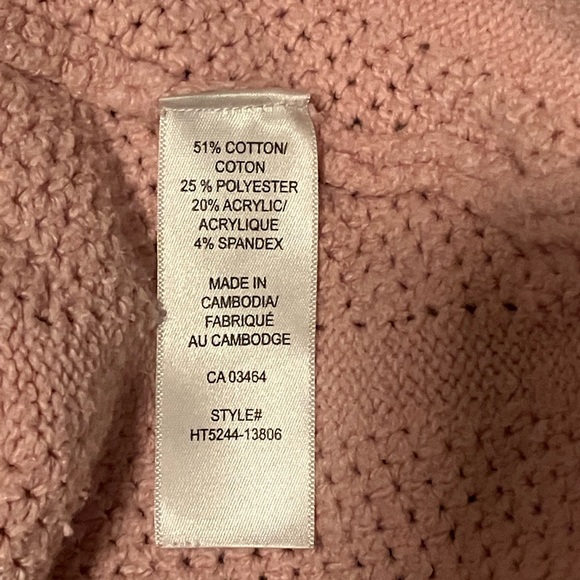 51% COTTON/
COTON
25 % POLYESTER
20% ACRYLIC/
ACRYLIQUE
4% SPANDEX
MADE IN
CAMBODIA/
FABRIQUÉ
AU CAMBODGE
CA 03464
STYLE#
HT5244-13806